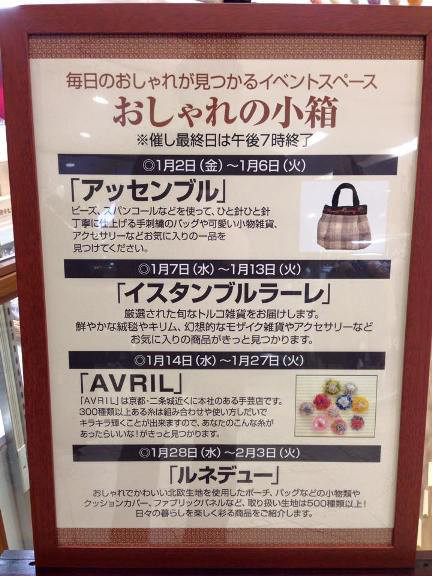 毎日のおしゃれが見つかるイベントスペース
おしゃれの小箱
※催し最終日は午後7時終了
◎1月2日(金)～1月6日(火)
「アッセンブル」
ビーズ、スパンコールなどを使って、ひと針ひと針
丁寧に仕上げる手刺繍のバッグや可愛い小物雑貨、
アクセサリーなどお気に入りの一品を
見つけてください。
◎1月7日(水)～1月13日(火)
「イスタンブルラーレ」
厳選された旬なトルコ雑貨をお届けします。
鮮やかな絨毯やキリム、幻想的なモザイク雑貨やアクセサリーなど
お気に入りの商品がきっと見つかります。
◎1月14日(水)～1月27日(火)
「AVRIL」
「AVRIL」は京都・二条城近くに本社のある手芸店です。
300種類以上ある糸は組み合わせや使い方しだいで
キラキラ輝くことが出来ますので、あなたのこんな糸が
あったらいいな!がきっと見つかります。
◎1月28日(水)～2月3日(火)
「ルネデュー」
おしゃれでかわいい北欧生地を使用したポーチ、バッグなどの小物類や
クッションカバー、ファブリックパネルなど、取り扱い生地は500種類以上!
日々の暮らしを楽しく彩る商品をご紹介します。